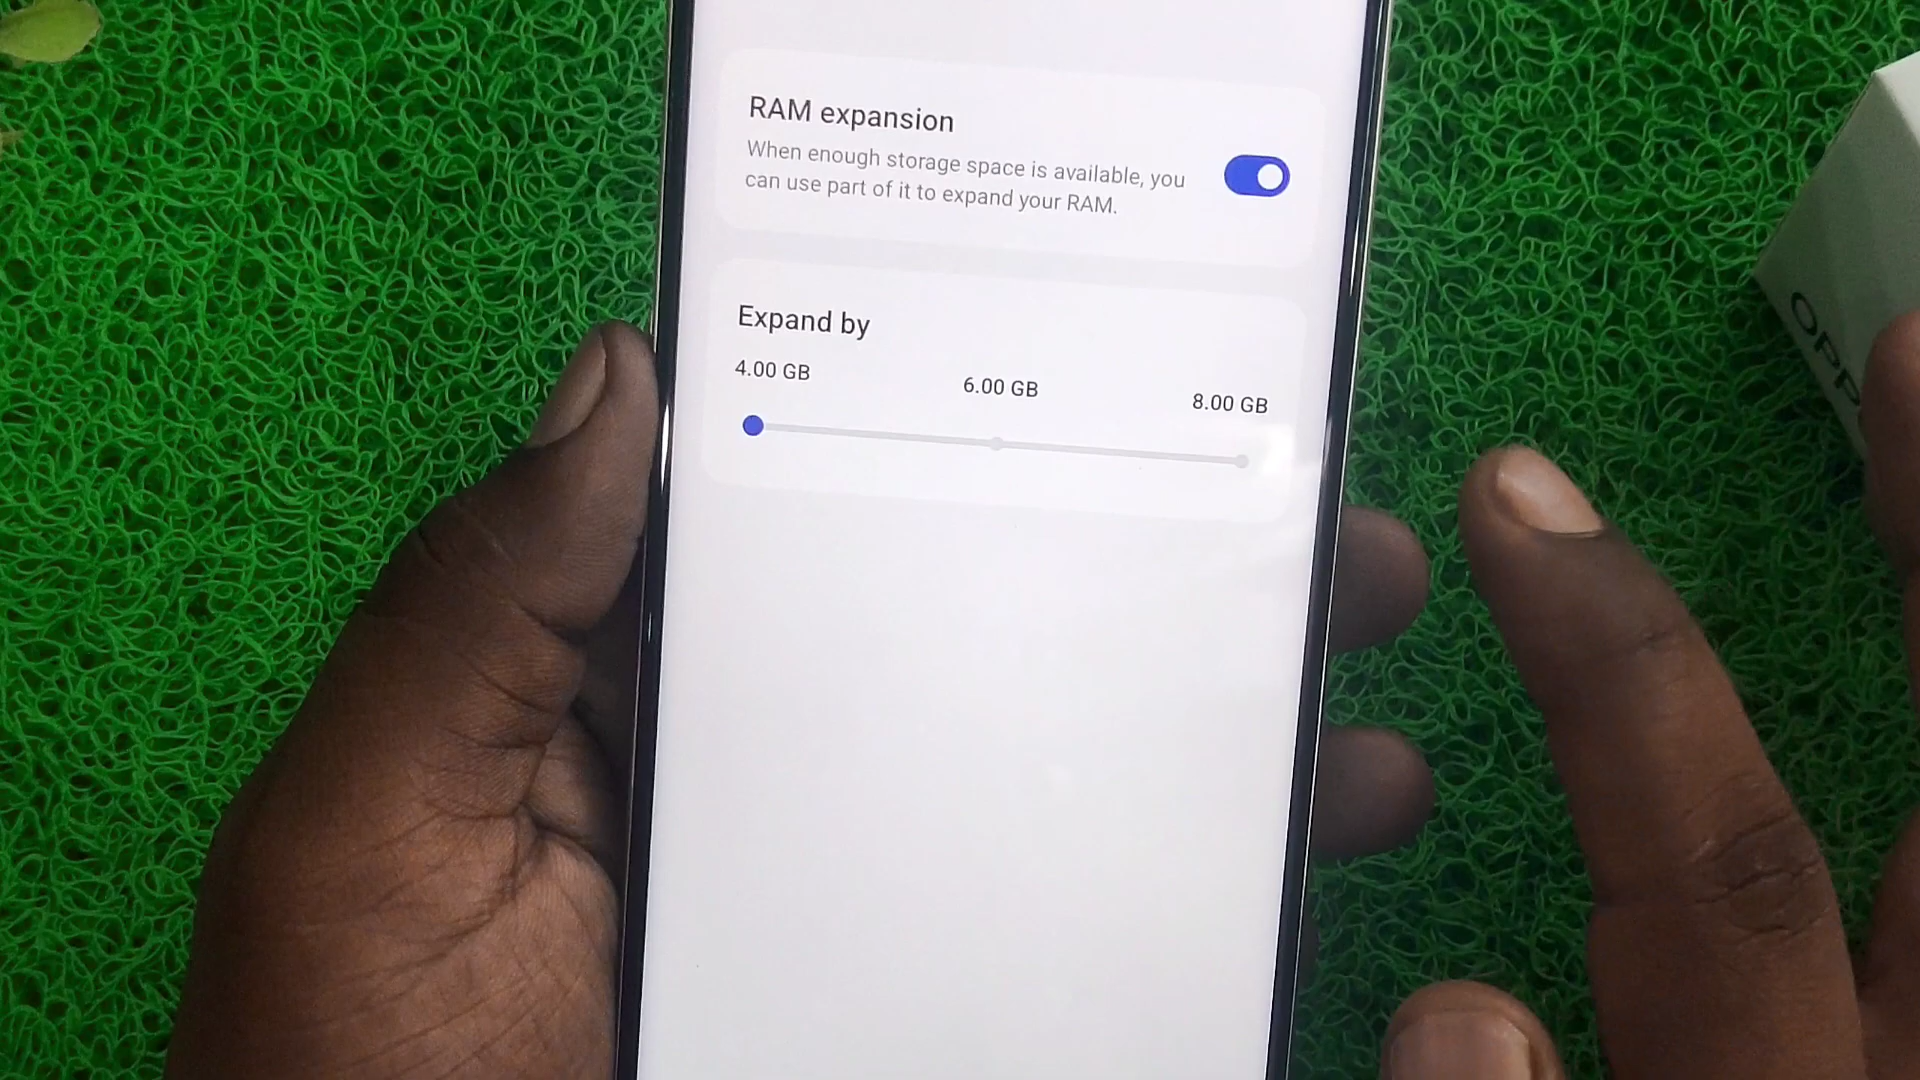 RAM expansion
When enough storage space is available, you
can use part of it to expand your RAM.
Expand by
4.00 GB 6.00 GB 8.00 GB
OPP